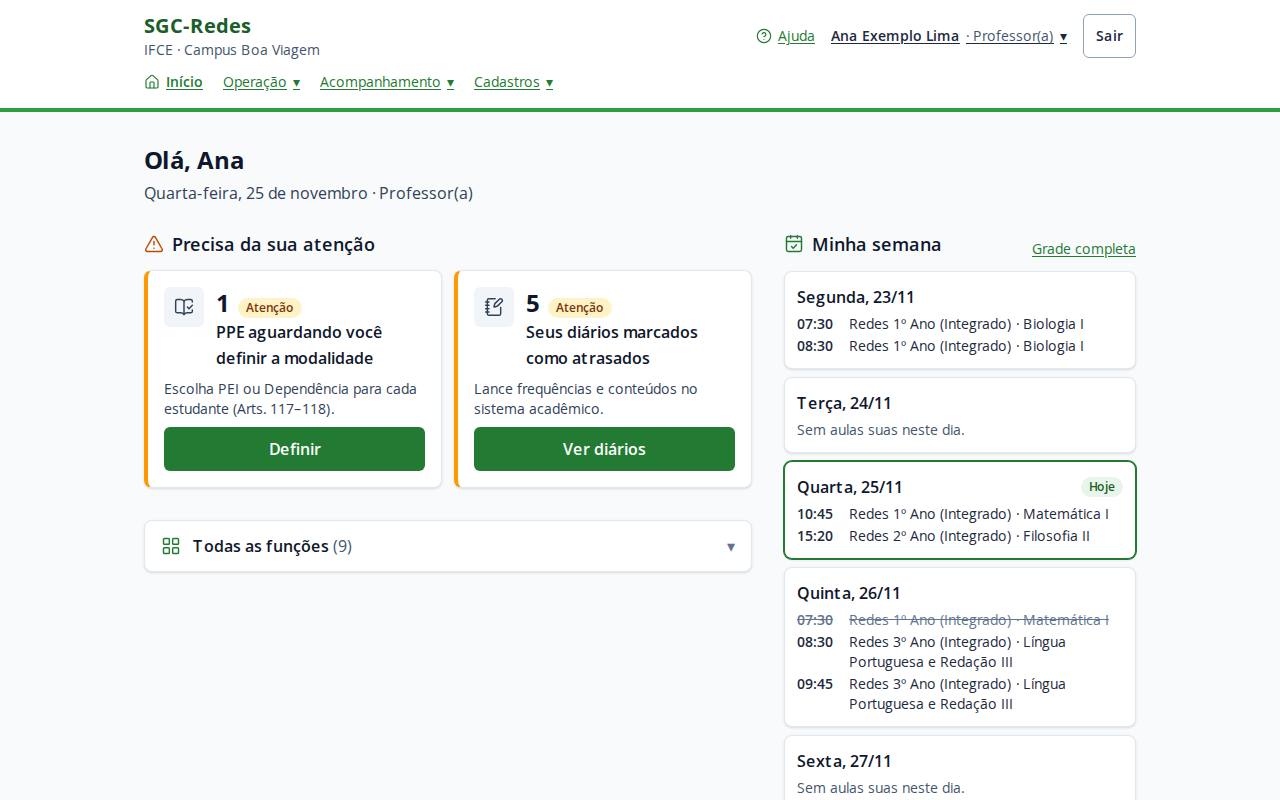 SGC-Redes
IFCE · Campus Boa Viagem
Ajuda
Ana Exemplo Lima · Professor(a) ▾
Sair
Início
Operação ▾
Acompanhamento ▾
Cadastros ▾
Olá, Ana
Quarta-feira, 25 de novembro · Professor(a)
Precisa da sua atenção
1 Atenção
PPE aguardando você
definir a modalidade
Escolha PEI ou Dependência para cada
estudante (Arts. 117–118).
Definir
5 Atenção
Seus diários marcados
como atrasados
Lance frequências e conteúdos no
sistema acadêmico.
Ver diários
Todas as funções (9) ▾
Minha semana
Grade completa
Segunda, 23/11
07:30 Redes 1º Ano (Integrado) · Biologia I
08:30 Redes 1º Ano (Integrado) · Biologia I
Terça, 24/11
Sem aulas suas neste dia.
Quarta, 25/11 Hoje
10:45 Redes 1º Ano (Integrado) · Matemática I
15:20 Redes 2º Ano (Integrado) · Filosofia II
Quinta, 26/11
07:30 Redes 1º Ano (Integrado) · Matemática I
08:30 Redes 3º Ano (Integrado) · Língua
Portuguesa e Redação III
09:45 Redes 3º Ano (Integrado) · Língua
Portuguesa e Redação III
Sexta, 27/11
Sem aulas suas neste dia.